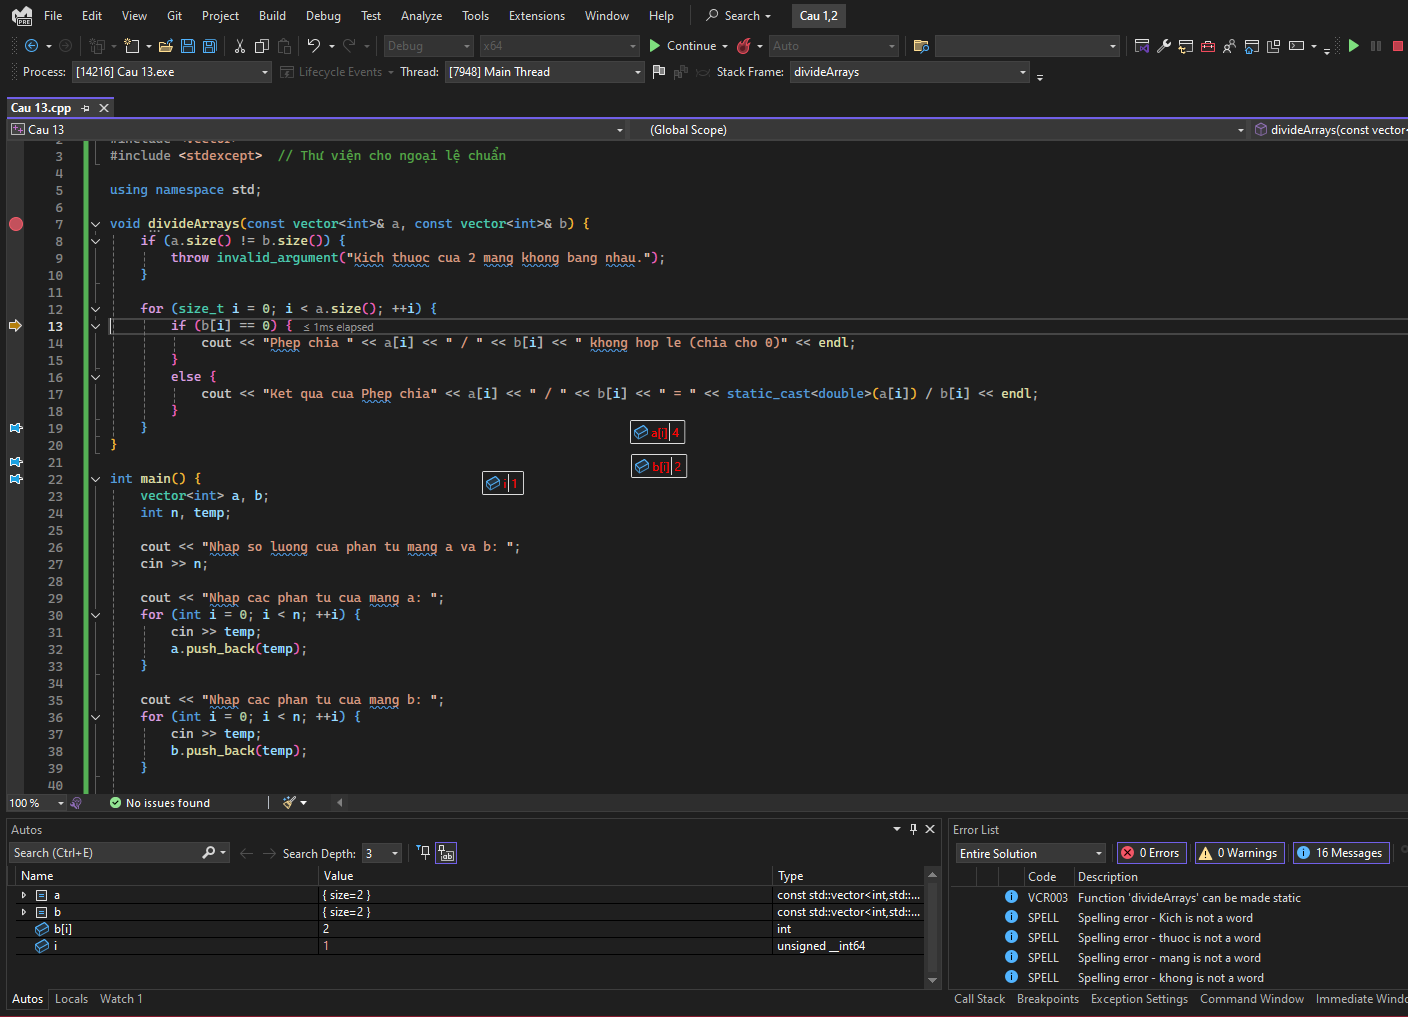 File Edit View Git Project Build Debug Test Analyze Tools Extensions Window Help Search Cau 1,2
PRE
Debug x64 Continue Auto
Process: [14216] Cau 13.exe Lifecycle Events Thread: [7948] Main Thread Stack Frame: divideArrays
Cau 13.cpp
Cau 13 (Global Scope) divideArrays(const vector<
3 #include <stdexcept>  // Thư viện cho ngoại lệ chuẩn
4
5 using namespace std;
6
7 void divideArrays(const vector<int>& a, const vector<int>& b) {
8 if (a.size() != b.size()) {
9 throw invalid_argument("Kich thuoc cua 2 mang khong bang nhau.");
10 }
11
12 for (size_t i = 0; i < a.size(); ++i) {
13 if (b[i] == 0) { ≤ 1ms elapsed
14 cout << "Phep chia " << a[i] << " / " << b[i] << " khong hop le (chia cho 0)" << endl;
15 }
16 else {
17 cout << "Ket qua cua Phep chia" << a[i] << " / " << b[i] << " = " << static_cast<double>(a[i]) / b[i] << endl;
18 }
19 }
a[i] 4
20 }
21
b[i] 2
22 int main() {
i 1
23 vector<int> a, b;
24 int n, temp;
25
26 cout << "Nhap so luong cua phan tu mang a va b: ";
27 cin >> n;
28
29 cout << "Nhap cac phan tu cua mang a: ";
30 for (int i = 0; i < n; ++i) {
31 cin >> temp;
32 a.push_back(temp);
33 }
34
35 cout << "Nhap cac phan tu cua mang b: ";
36 for (int i = 0; i < n; ++i) {
37 cin >> temp;
38 b.push_back(temp);
39 }
40
100 % No issues found
Autos
Search (Ctrl+E) Search Depth: 3
Name Value Type
a { size=2 } const std::vector<int,std::...
b { size=2 } const std::vector<int,std::...
b[i] 2 int
i 1 unsigned __int64
Autos Locals Watch 1
Error List
Entire Solution 0 Errors 0 Warnings 16 Messages
Code Description
VCR003 Function 'divideArrays' can be made static
SPELL Spelling error - Kich is not a word
SPELL Spelling error - thuoc is not a word
SPELL Spelling error - mang is not a word
SPELL Spelling error - khong is not a word
Call Stack Breakpoints Exception Settings Command Window Immediate Windo